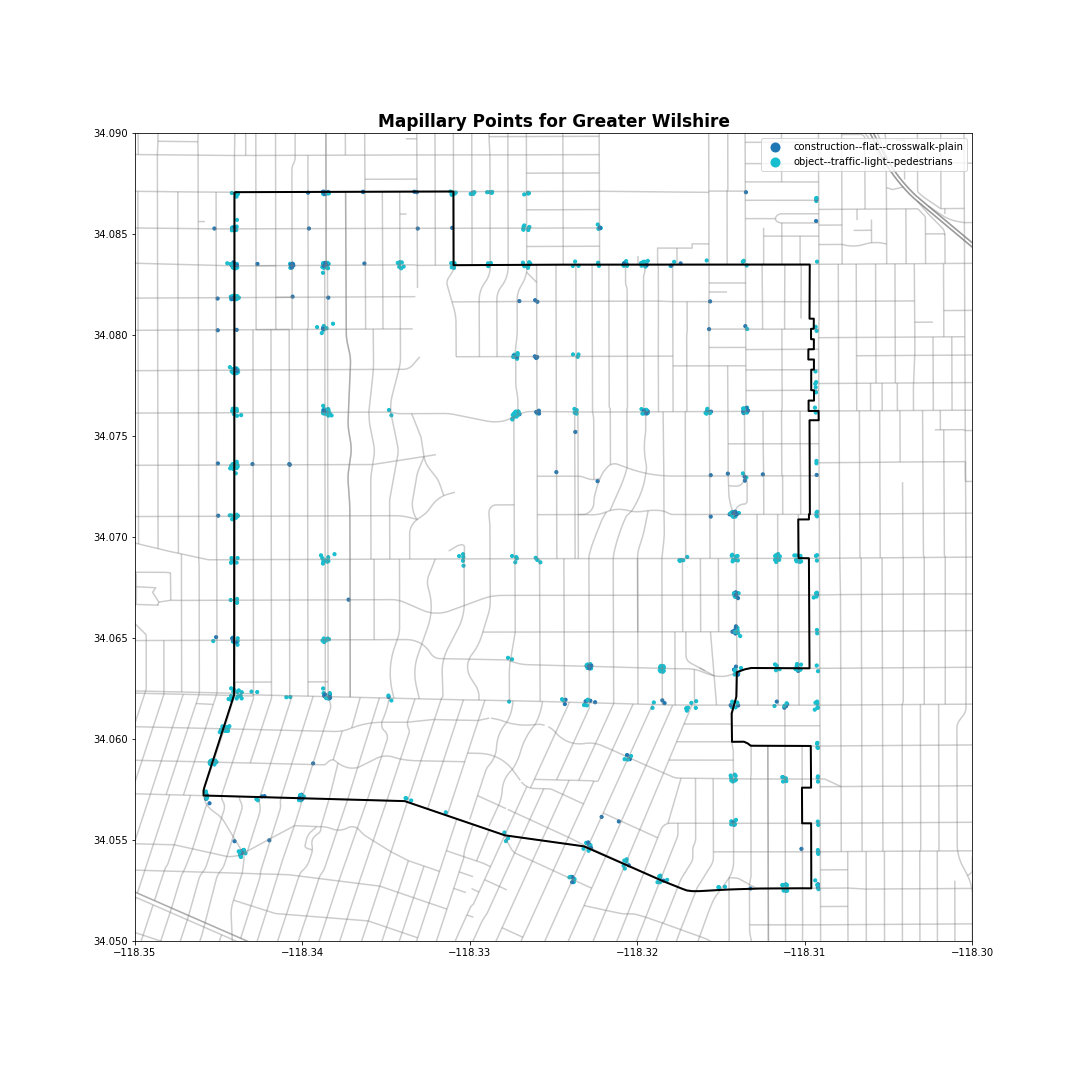 Mapillary Points for Greater Wilshire
34.090
construction--flat--crosswalk-plain
object--traffic-light--pedestrians
34.085
34.080
34.075
34.070
34.065
34.060
34.055
34.050
−118.35 −118.34 −118.33 −118.32 −118.31 −118.30